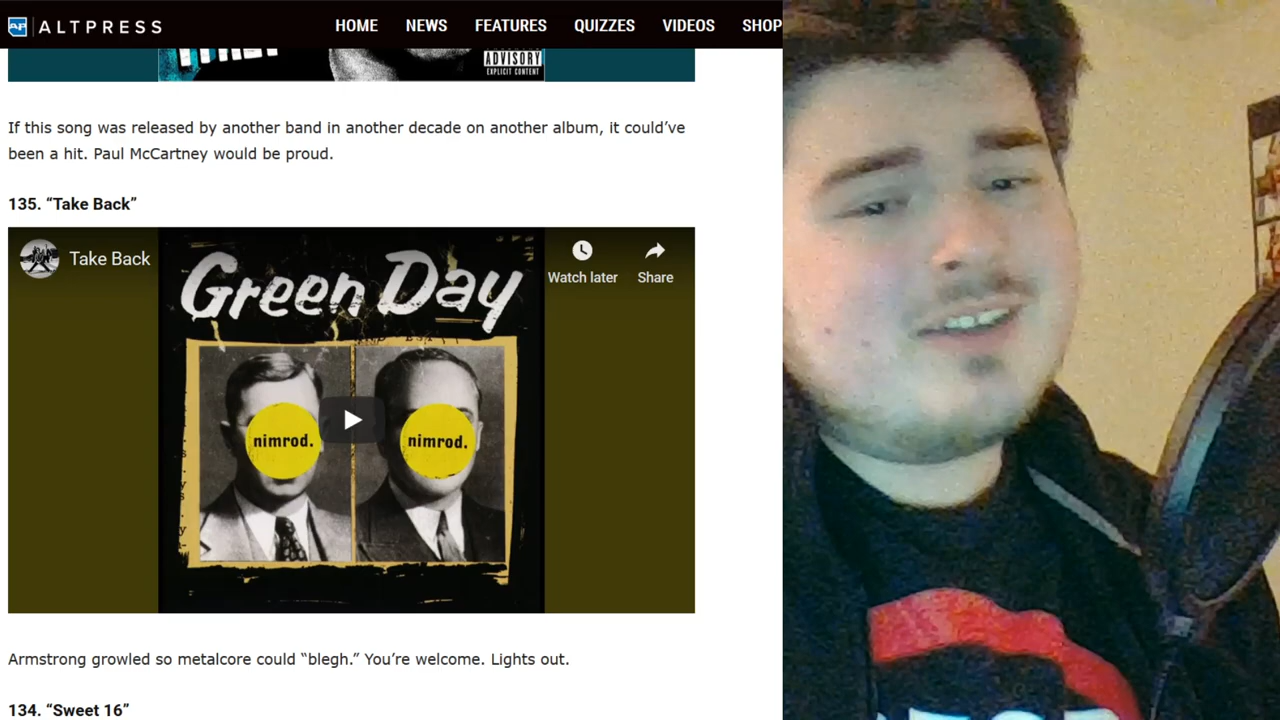 AP ALTPRESS HOME NEWS FEATURES QUIZZES VIDEOS SHOP
ADVISORY
EXPLICIT CONTENT
If this song was released by another band in another decade on another album, it could’ve
been a hit. Paul McCartney would be proud.
135. “Take Back”
Take Back
Watch later
Share
Green Day
nimrod. nimrod.
Armstrong growled so metalcore could “blegh.” You’re welcome. Lights out.
134. “Sweet 16”